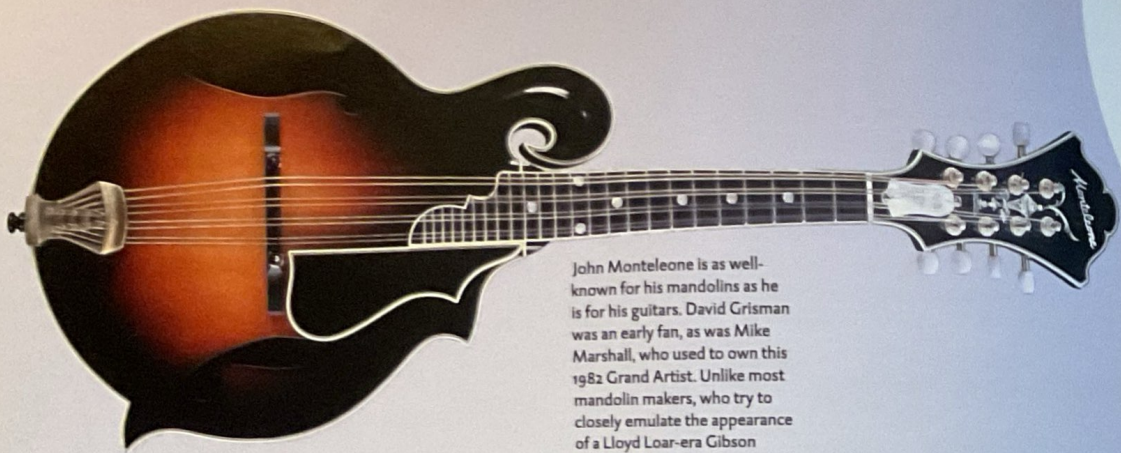 Monteleone
John Monteleone is as well-
known for his mandolins as he
is for his guitars. David Grisman
was an early fan, as was Mike
Marshall, who used to own this
1982 Grand Artist. Unlike most
mandolin makers, who try to
closely emulate the appearance
of a Lloyd Loar-era Gibson